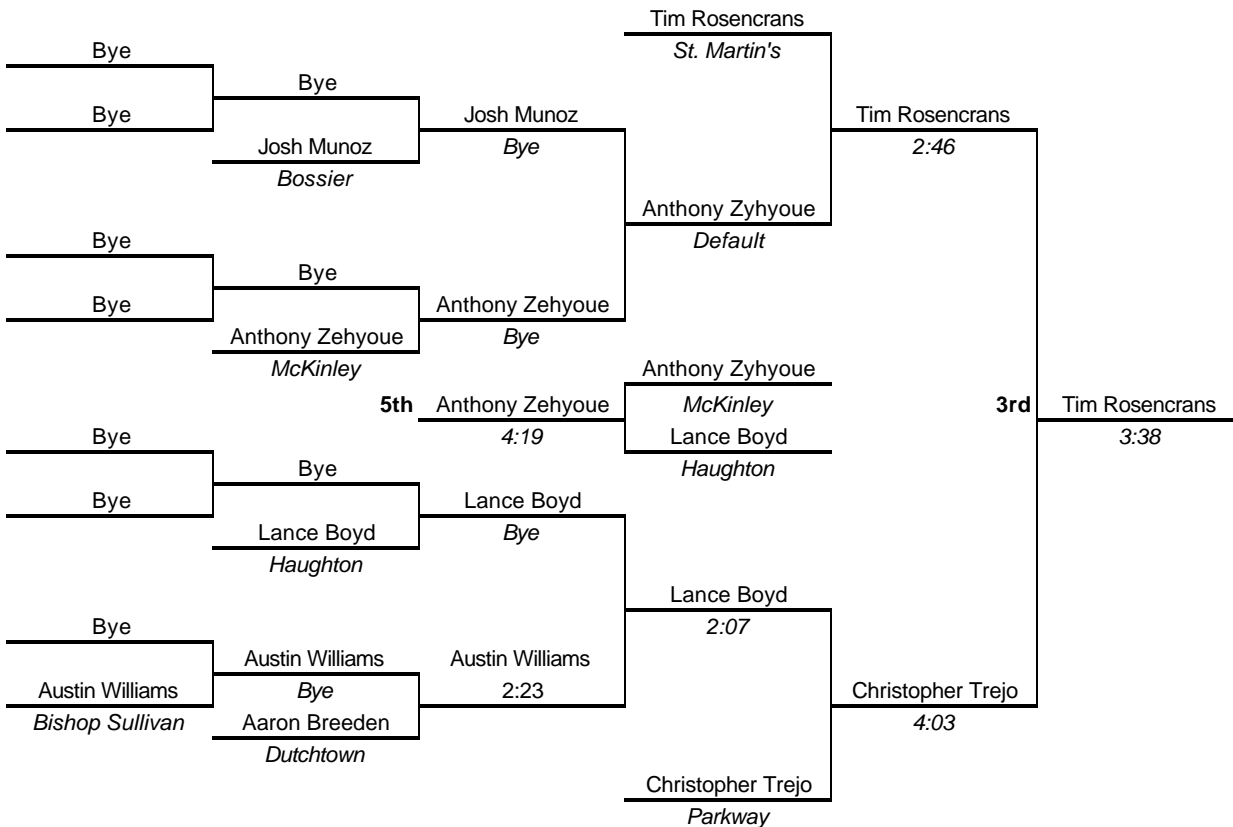 Tim Rosencrans
St. Martin's
Bye
Bye
Bye
Josh Munoz
Bossier
Josh Munoz
Bye
Tim Rosencrans
2:46
Anthony Zyhyoue
Default
Bye
Bye
Bye
Anthony Zehyoue
McKinley
Anthony Zehyoue
Bye
5th
Anthony Zehyoue
4:19
Anthony Zyhyoue
McKinley
Lance Boyd
Haughton
3rd
Tim Rosencrans
3:38
Bye
Bye
Bye
Lance Boyd
Haughton
Lance Boyd
Bye
Lance Boyd
2:07
Bye
Austin Williams
Bishop Sullivan
Austin Williams
Bye
Aaron Breeden
Dutchtown
Austin Williams
2:23
Christopher Trejo
4:03
Christopher Trejo
Parkway